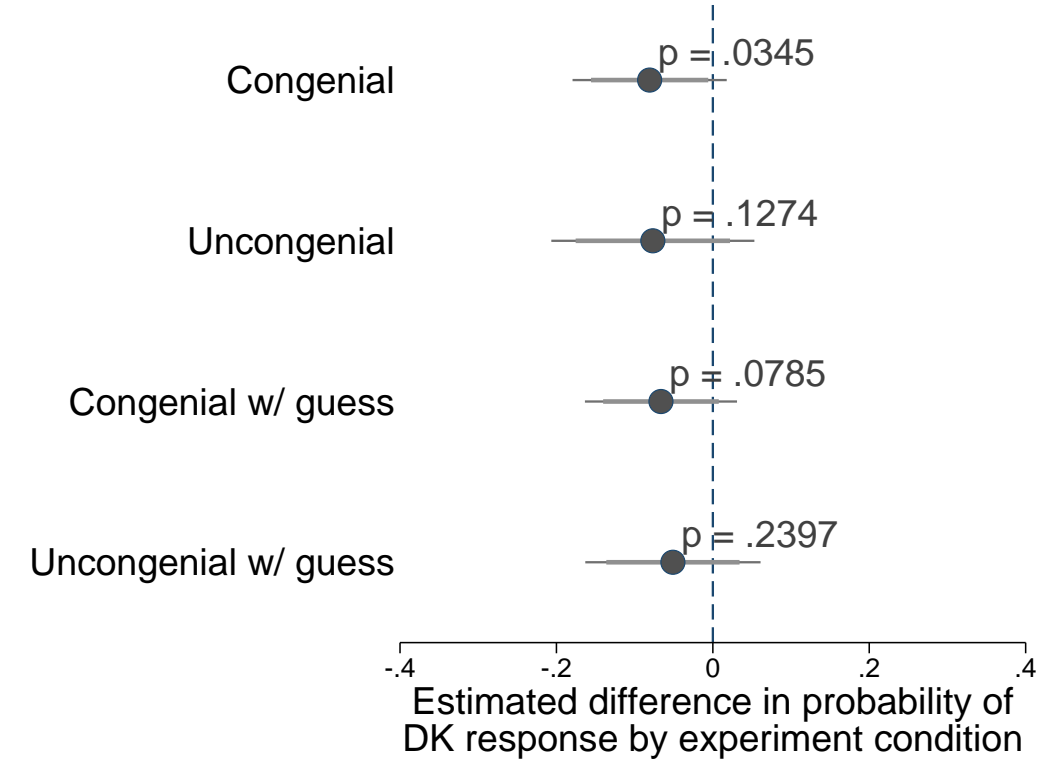 p = .0345
Congenial
p = .1274
Uncongenial
p = .0785
Congenial w/ guess
p = .2397
Uncongenial w/ guess
-.4 -.2 0 .2 .4
Estimated difference in probability of
DK response by experiment condition